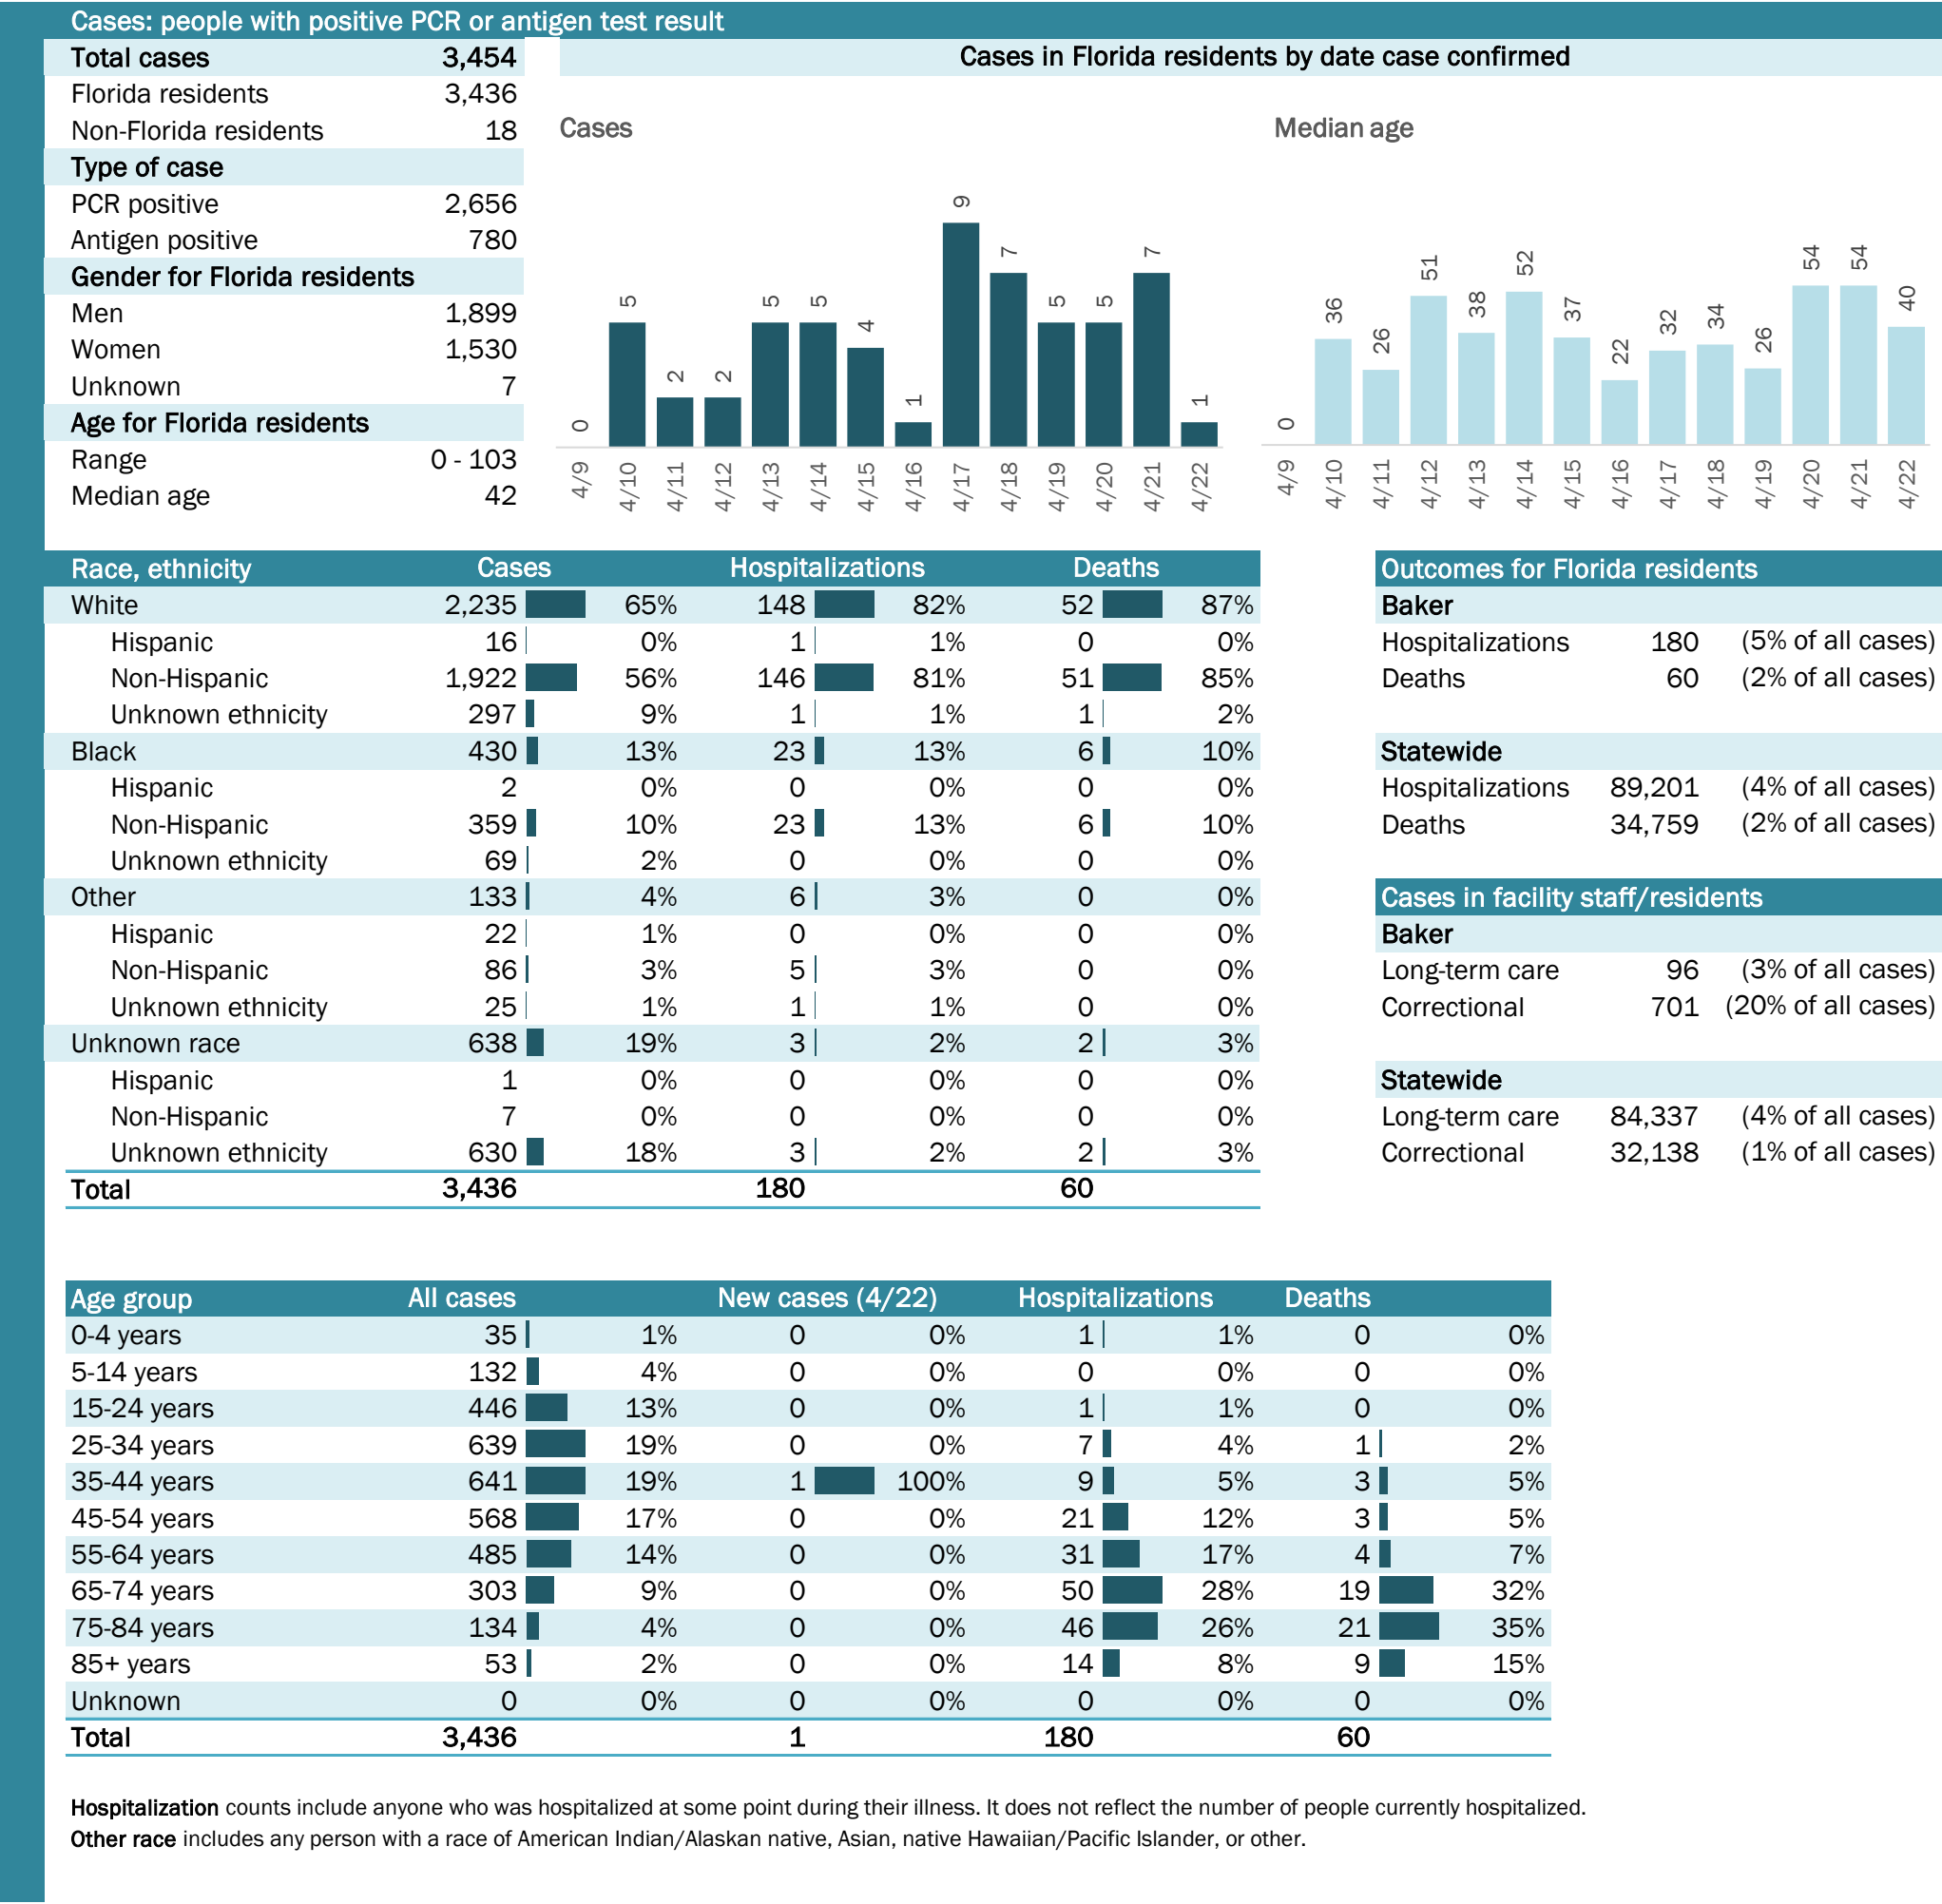 Cases: people with positive PCR or antigen test result
Total cases 3,454
Florida residents 3,436
Non-Florida residents 18
Type of case
PCR positive 2,656
Antigen positive 780
Gender for Florida residents
Men 1,899
Women 1,530
Unknown 7
Age for Florida residents
Range 0 - 103
Median age 42
Cases in Florida residents by date case confirmed
Cases
0 5 2 2 5 5 4 1 9 7 5 5 7 1
4/9 4/10 4/11 4/12 4/13 4/14 4/15 4/16 4/17 4/18 4/19 4/20 4/21 4/22
Median age
0 36 26 51 38 52 37 22 32 34 26 54 54 40
4/9 4/10 4/11 4/12 4/13 4/14 4/15 4/16 4/17 4/18 4/19 4/20 4/21 4/22
Race, ethnicity Cases Hospitalizations Deaths
White 2,235 65% 148 82% 52 87%
Hispanic 16 0% 1 1% 0 0%
Non-Hispanic 1,922 56% 146 81% 51 85%
Unknown ethnicity 297 9% 1 1% 1 2%
Black 430 13% 23 13% 6 10%
Hispanic 2 0% 0 0% 0 0%
Non-Hispanic 359 10% 23 13% 6 10%
Unknown ethnicity 69 2% 0 0% 0 0%
Other 133 4% 6 3% 0 0%
Hispanic 22 1% 0 0% 0 0%
Non-Hispanic 86 3% 5 3% 0 0%
Unknown ethnicity 25 1% 1 1% 0 0%
Unknown race 638 19% 3 2% 2 3%
Hispanic 1 0% 0 0% 0 0%
Non-Hispanic 7 0% 0 0% 0 0%
Unknown ethnicity 630 18% 3 2% 2 3%
Total 3,436 180 60
Outcomes for Florida residents
Baker
Hospitalizations 180 (5% of all cases)
Deaths 60 (2% of all cases)
Statewide
Hospitalizations 89,201 (4% of all cases)
Deaths 34,759 (2% of all cases)
Cases in facility staff/residents
Baker
Long-term care 96 (3% of all cases)
Correctional 701 (20% of all cases)
Statewide
Long-term care 84,337 (4% of all cases)
Correctional 32,138 (1% of all cases)
Age group All cases New cases (4/22) Hospitalizations Deaths
0-4 years 35 1% 0 0% 1 1% 0 0%
5-14 years 132 4% 0 0% 0 0% 0 0%
15-24 years 446 13% 0 0% 1 1% 0 0%
25-34 years 639 19% 0 0% 7 4% 1 2%
35-44 years 641 19% 1 100% 9 5% 3 5%
45-54 years 568 17% 0 0% 21 12% 3 5%
55-64 years 485 14% 0 0% 31 17% 4 7%
65-74 years 303 9% 0 0% 50 28% 19 32%
75-84 years 134 4% 0 0% 46 26% 21 35%
85+ years 53 2% 0 0% 14 8% 9 15%
Unknown 0 0% 0 0% 0 0% 0 0%
Total 3,436 1 180 60
Hospitalization counts include anyone who was hospitalized at some point during their illness. It does not reflect the number of people currently hospitalized.
Other race includes any person with a race of American Indian/Alaskan native, Asian, native Hawaiian/Pacific Islander, or other.